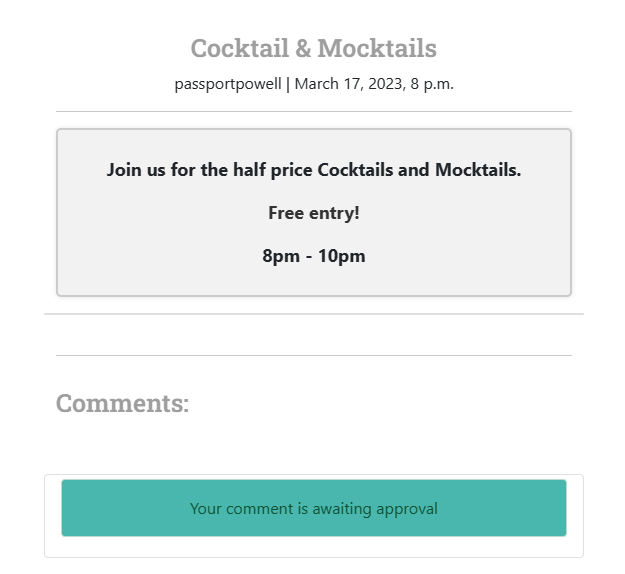 Cocktail & Mocktails
passportpowell | March 17, 2023, 8 p.m.
Join us for the half price Cocktails and Mocktails.
Free entry!
8pm - 10pm
Comments:
Your comment is awaiting approval